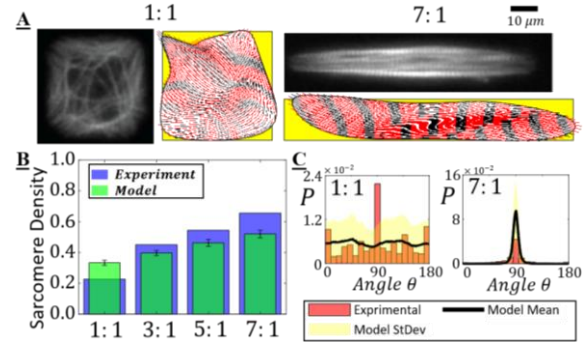 A
1:1
7:1
10 μm
B
Sarcomere Density
1.0
0.8
0.6
0.4
0.2
0.0
Experiment
Model
1:1
3:1
5:1
7:1
C
P
×10⁻²
2.4
1.2
0
1:1
0
90
180
Angle θ
P
×10⁻²
16
8
0
7:1
0
90
180
Angle θ
Exprimental
Model Mean
Model StDev